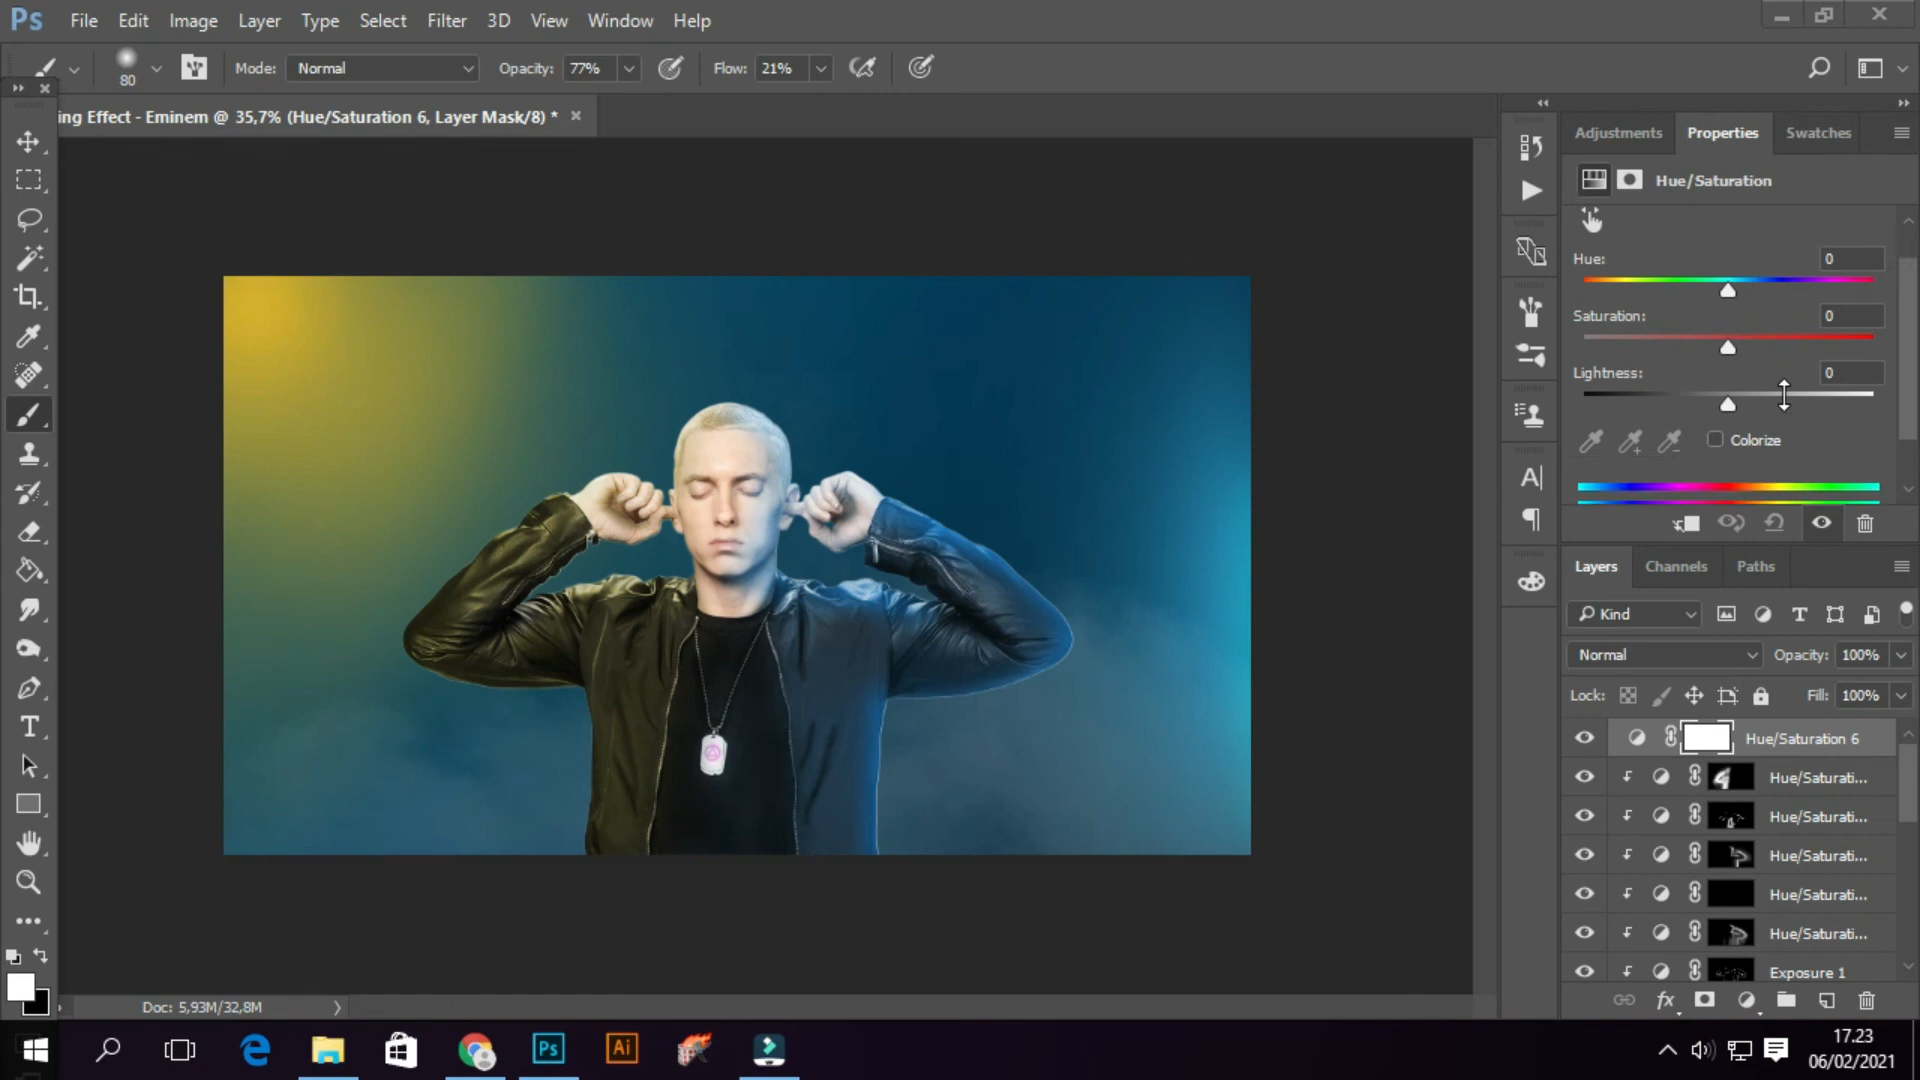 Ps File Edit Image Layer Type Select Filter 3D View Window Help
80 Mode: Normal Opacity: 77% Flow: 21%
ing Effect - Eminem @ 35,7% (Hue/Saturation 6, Layer Mask/8) *
Adjustments Properties Swatches
Hue/Saturation
Hue: 0
Saturation: 0
Lightness: 0
Colorize
Layers Channels Paths
Kind
Normal Opacity: 100%
Lock: Fill: 100%
Hue/Saturation 6
Hue/Saturati...
Hue/Saturati...
Hue/Saturati...
Hue/Saturati...
Hue/Saturati...
Exposure 1
fx
Doc: 5,93M/32,8M
Ps Ai
17.23
06/02/2021